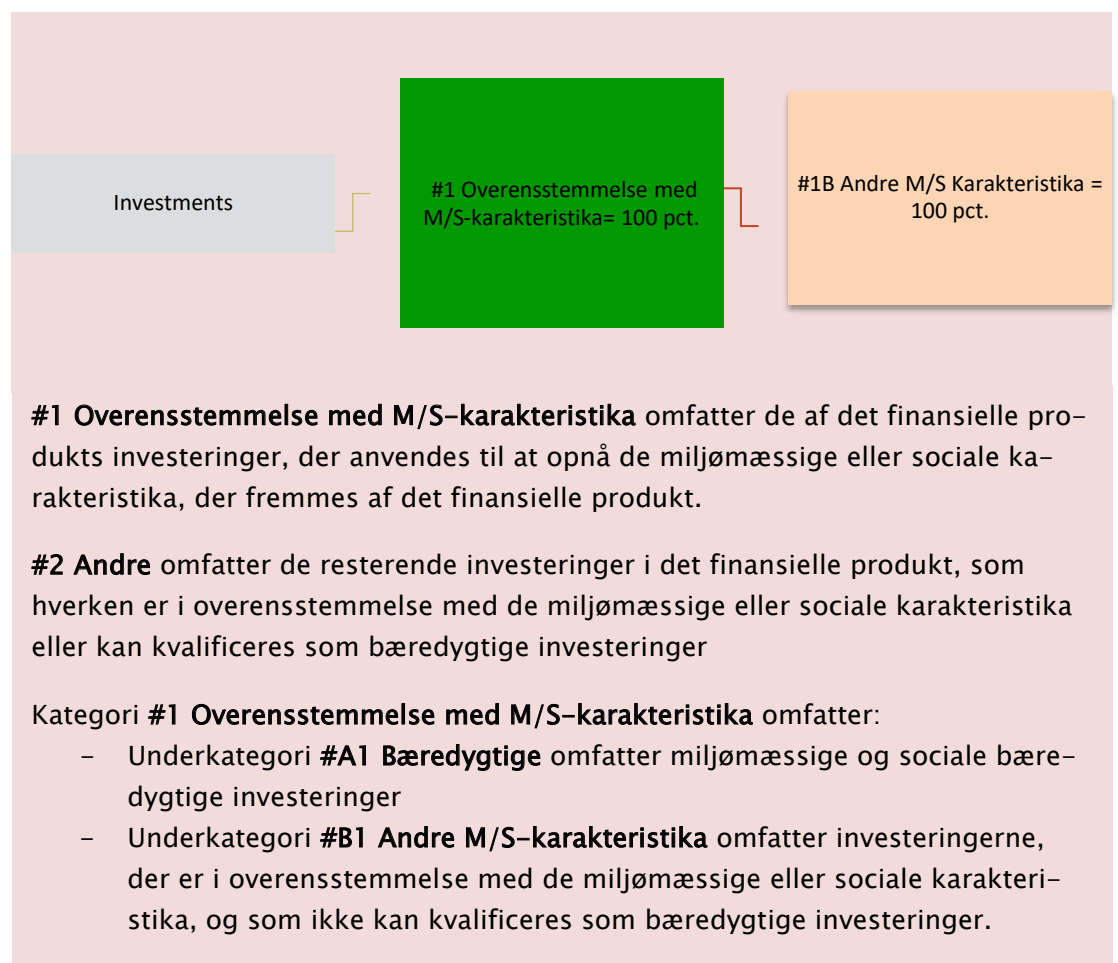 Investments
#1 Overensstemmelse med
M/S-karakteristika= 100 pct.
#1B Andre M/S Karakteristika =
100 pct.
#1 Overensstemmelse med M/S-karakteristika omfatter de af det finansielle pro-
dukts investeringer, der anvendes til at opnå de miljømæssige eller sociale ka-
rakteristika, der fremmes af det finansielle produkt.
#2 Andre omfatter de resterende investeringer i det finansielle produkt, som
hverken er i overensstemmelse med de miljømæssige eller sociale karakteristika
eller kan kvalificeres som bæredygtige investeringer
Kategori #1 Overensstemmelse med M/S-karakteristika omfatter:
- Underkategori #A1 Bæredygtige omfatter miljømæssige og sociale bære-
dygtige investeringer
- Underkategori #B1 Andre M/S-karakteristika omfatter investeringerne,
der er i overensstemmelse med de miljømæssige eller sociale karakteri-
stika, og som ikke kan kvalificeres som bæredygtige investeringer.